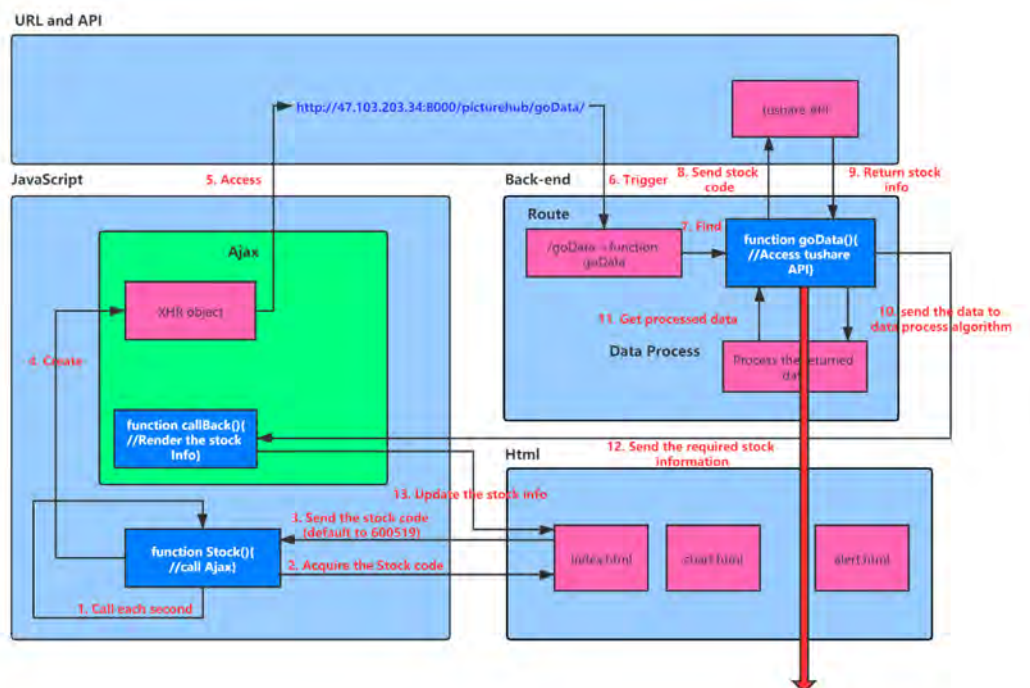 URL and API
tushare API
http://47.103.203.34:8000/picturehub/goData/
JavaScript
5. Access
Back-end
6. Trigger
8. Send stock
code
9. Return stock
info
Route
7. Find
/goData - function
goData
function goData(){
//Access tushare
API}
Ajax
XHR object
4. Create
11. Get processed data
10. send the data to
data process algorithm
Data Process
Process the returned
data
function callBack(){
//Render the stock
Info}
12. Send the required stock
information
Html
13. Update the stock info
3. Send the stock code
(default to 600519)
function Stock(){
//call Ajax}
2. Acquire the Stock code
index.html
chart.html
alert.html
1. Call each second